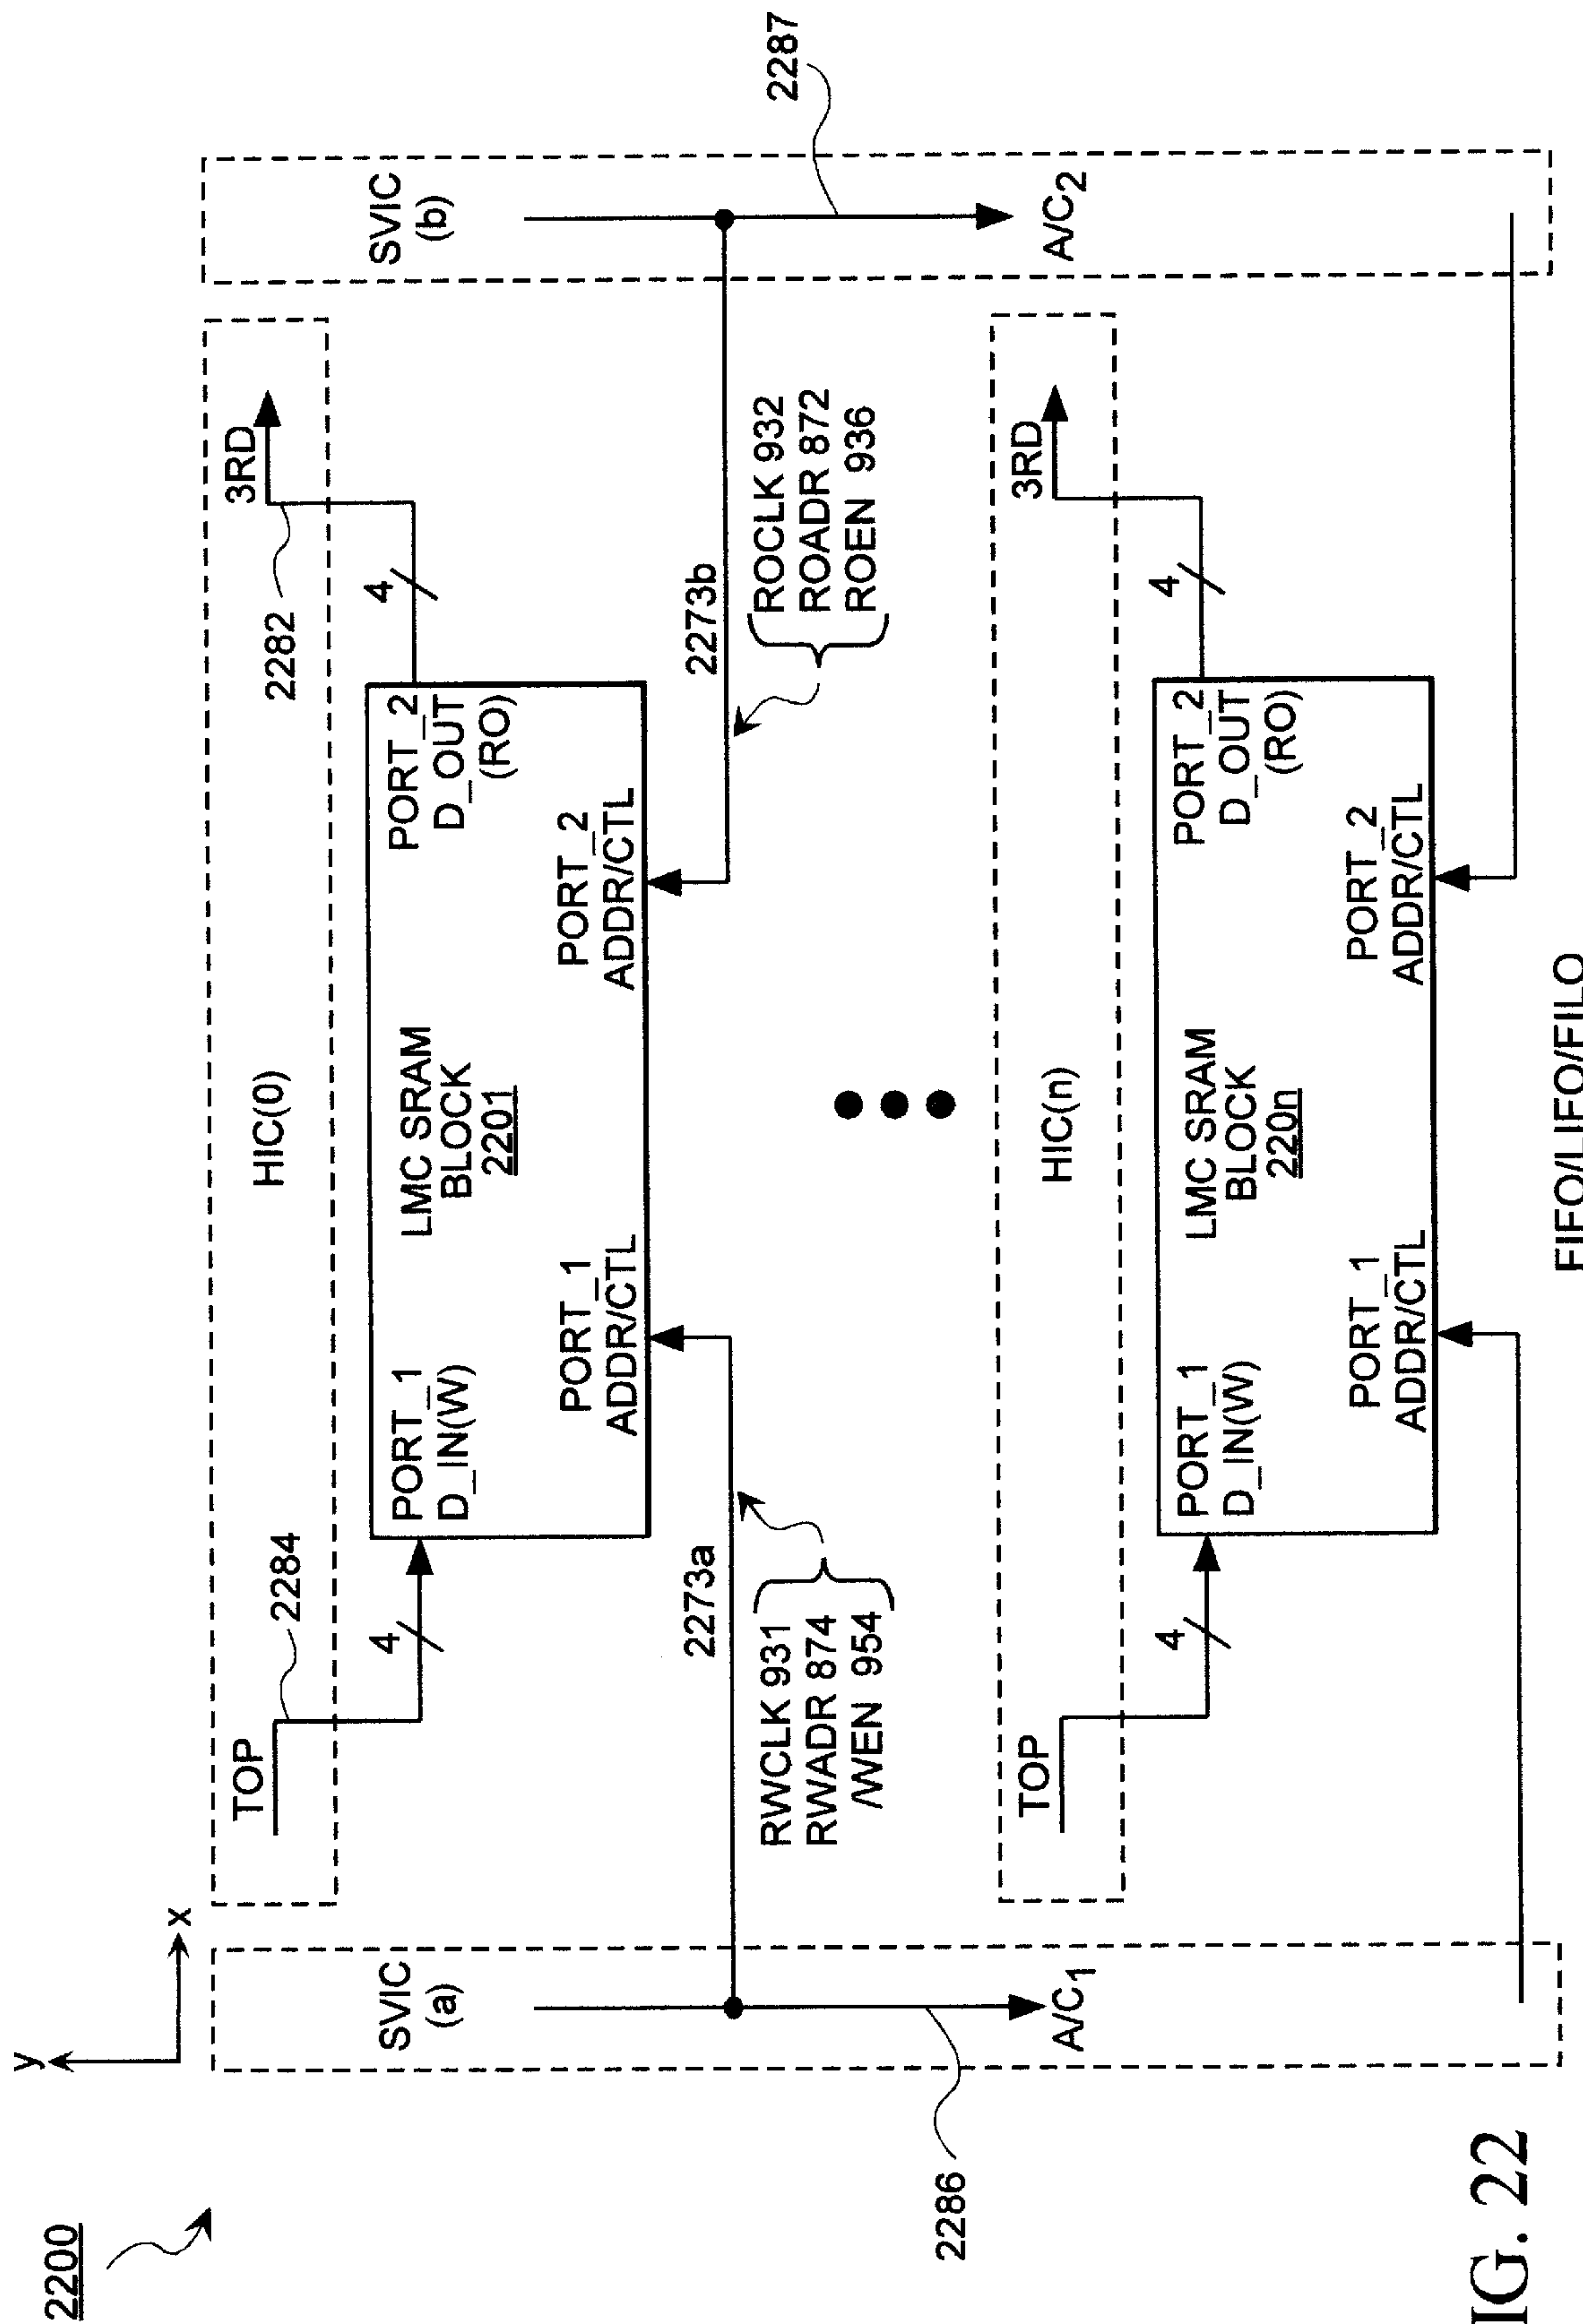 2200
y
x
SVIC
(a)
A/C1
2286
HIC(0)
TOP
2284
4
3RD
2282
4
PORT_1
D_IN(W)
LMC SRAM
BLOCK
2201
PORT_2
D_OUT
(RO)
PORT_1
ADDR/CTL
PORT_2
ADDR/CTL
2273a
RWCLK 931
RWADR 874
/WEN 954
2273b
ROCLK 932
ROADR 872
ROEN 936
SVIC
(b)
2287
A/C2
HIC(n)
TOP
4
3RD
4
PORT_1
D_IN(W)
LMC SRAM
BLOCK
220n
PORT_2
D_OUT
(RO)
PORT_1
ADDR/CTL
PORT_2
ADDR/CTL
IG. 22
FIFO/LIFO/FILO